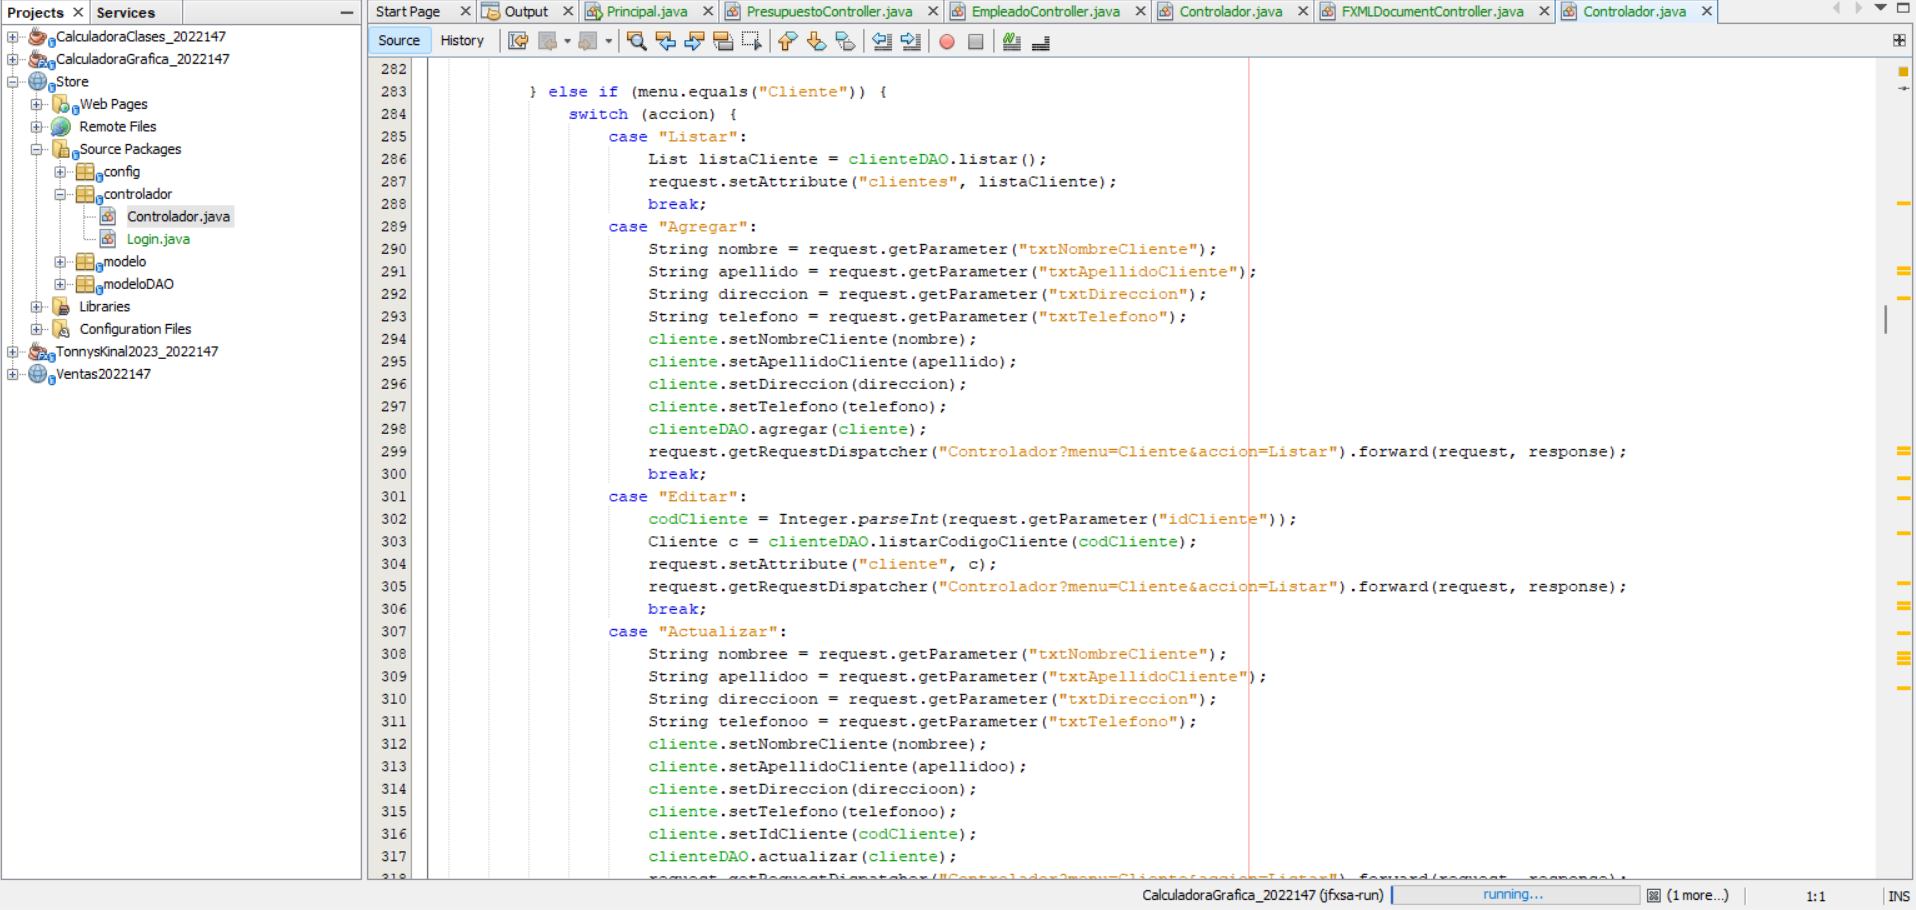 Projects Services
CalculadoraClases_2022147
CalculadoraGrafica_2022147
Store
Web Pages
Remote Files
Source Packages
config
controlador
Controlador.java
Login.java
modelo
modeloDAO
Libraries
Configuration Files
TonnysKinal2023_2022147
Ventas2022147
Start Page Output Principal.java PresupuestoController.java EmpleadoController.java Controlador.java FXMLDocumentController.java Controlador.java
Source History
282
283 } else if (menu.equals("Cliente")) {
284 switch (accion) {
285 case "Listar":
286 List listaCliente = clienteDAO.listar();
287 request.setAttribute("clientes", listaCliente);
288 break;
289 case "Agregar":
290 String nombre = request.getParameter("txtNombreCliente");
291 String apellido = request.getParameter("txtApellidoCliente");
292 String direccion = request.getParameter("txtDireccion");
293 String telefono = request.getParameter("txtTelefono");
294 cliente.setNombreCliente(nombre);
295 cliente.setApellidoCliente(apellido);
296 cliente.setDireccion(direccion);
297 cliente.setTelefono(telefono);
298 clienteDAO.agregar(cliente);
299 request.getRequestDispatcher("Controlador?menu=Cliente&accion=Listar").forward(request, response);
300 break;
301 case "Editar":
302 codCliente = Integer.parseInt(request.getParameter("idCliente"));
303 Cliente c = clienteDAO.listarCodigoCliente(codCliente);
304 request.setAttribute("cliente", c);
305 request.getRequestDispatcher("Controlador?menu=Cliente&accion=Listar").forward(request, response);
306 break;
307 case "Actualizar":
308 String nombree = request.getParameter("txtNombreCliente");
309 String apellidoo = request.getParameter("txtApellidoCliente");
310 String direccioon = request.getParameter("txtDireccion");
311 String telefonoo = request.getParameter("txtTelefono");
312 cliente.setNombreCliente(nombree);
313 cliente.setApellidoCliente(apellidoo);
314 cliente.setDireccion(direccioon);
315 cliente.setTelefono(telefonoo);
316 cliente.setIdCliente(codCliente);
317 clienteDAO.actualizar(cliente);
318 request.getRequestDispatcher("Controlador?menu=Cliente&accion=Listar").forward(request, response);
CalculadoraGrafica_2022147 (jfxsa-run) running... (1 more...) 1:1 INS